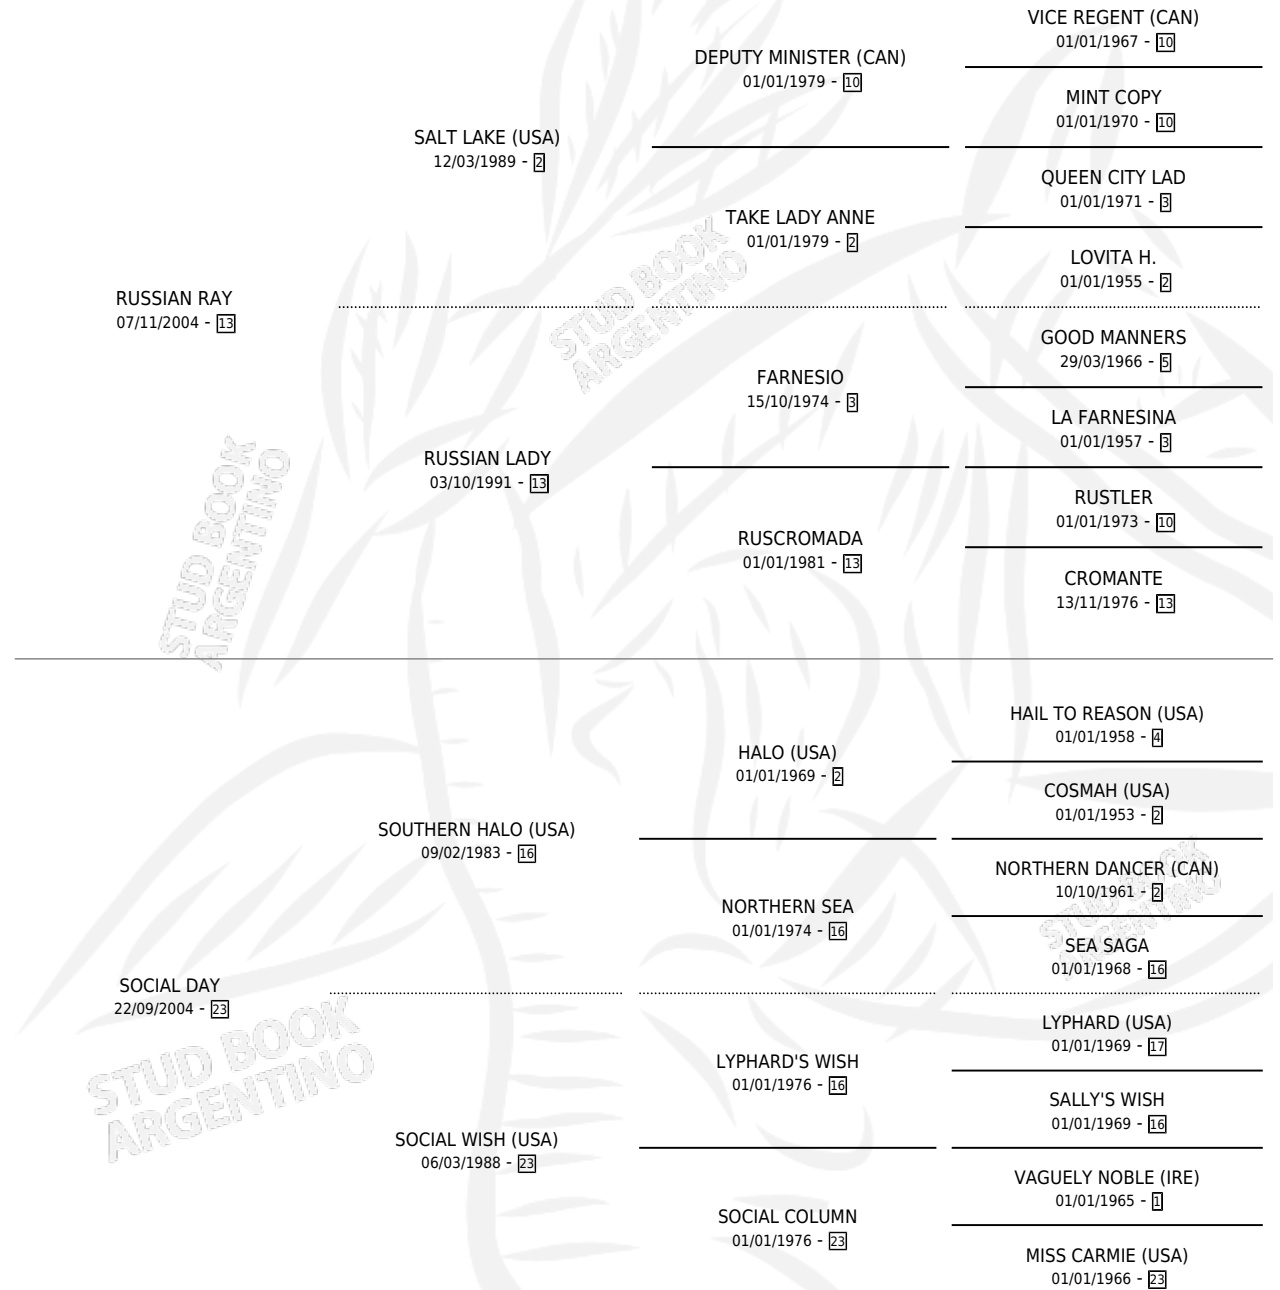 VICE REGENT (CAN)
01/01/1967 - 10
DEPUTY MINISTER (CAN)
01/01/1979 - 10
MINT COPY
01/01/1970 - 10
SALT LAKE (USA)
12/03/1989 - 2
QUEEN CITY LAD
01/01/1971 - 3
TAKE LADY ANNE
01/01/1979 - 2
LOVITA H.
01/01/1955 - 2
RUSSIAN RAY
07/11/2004 - 13
GOOD MANNERS
29/03/1966 - 5
FARNESIO
15/10/1974 - 3
LA FARNESINA
01/01/1957 - 3
RUSSIAN LADY
03/10/1991 - 13
RUSTLER
01/01/1973 - 10
RUSCROMADA
01/01/1981 - 13
CROMANTE
13/11/1976 - 13
HAIL TO REASON (USA)
01/01/1958 - 4
HALO (USA)
01/01/1969 - 2
COSMAH (USA)
01/01/1953 - 2
SOUTHERN HALO (USA)
09/02/1983 - 16
NORTHERN DANCER (CAN)
10/10/1961 - 2
NORTHERN SEA
01/01/1974 - 16
SEA SAGA
01/01/1968 - 16
SOCIAL DAY
22/09/2004 - 23
LYPHARD (USA)
01/01/1969 - 17
LYPHARD'S WISH
01/01/1976 - 16
SALLY'S WISH
01/01/1969 - 16
SOCIAL WISH (USA)
06/03/1988 - 23
VAGUELY NOBLE (IRE)
01/01/1965 - 1
SOCIAL COLUMN
01/01/1976 - 23
MISS CARMIE (USA)
01/01/1966 - 23
STUD BOOK
ARGENTINO
STUD BOOK
ARGENTINO
STUD BOOK
ARGENTINO
STUD BOOK
ARGENTINO